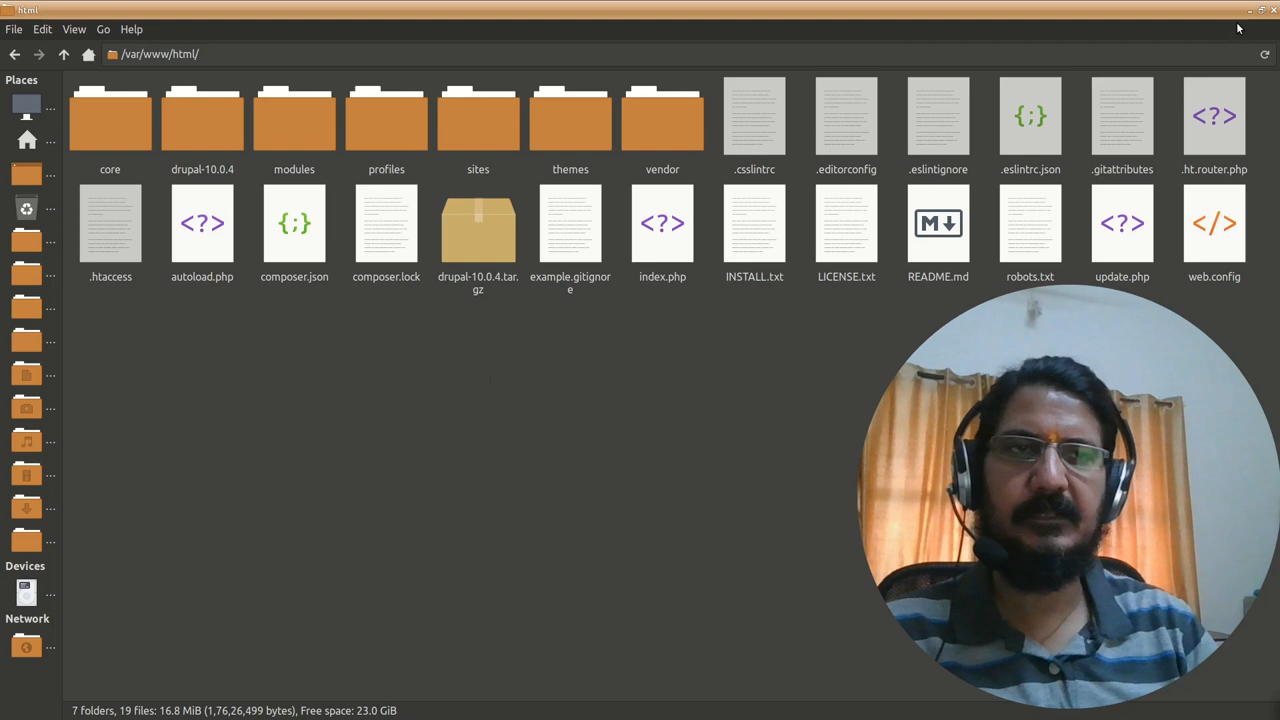 html
File Edit View Go Help
/var/www/html/
Places
...
...
...
...
...
...
...
...
...
...
...
...
...
...
Devices
...
Network
...
core drupal-10.0.4 modules profiles sites themes vendor .csslintrc .editorconfig .eslintignore .eslintrc.json .gitattributes .ht.router.php
{;} <?>
<?> {;} <?> M <?> </>
.htaccess autoload.php composer.json composer.lock drupal-10.0.4.tar.gz example.gitignore index.php INSTALL.txt LICENSE.txt README.md robots.txt update.php web.config
7 folders, 19 files: 16.8 MiB (1,76,26,499 bytes), Free space: 23.0 GiB